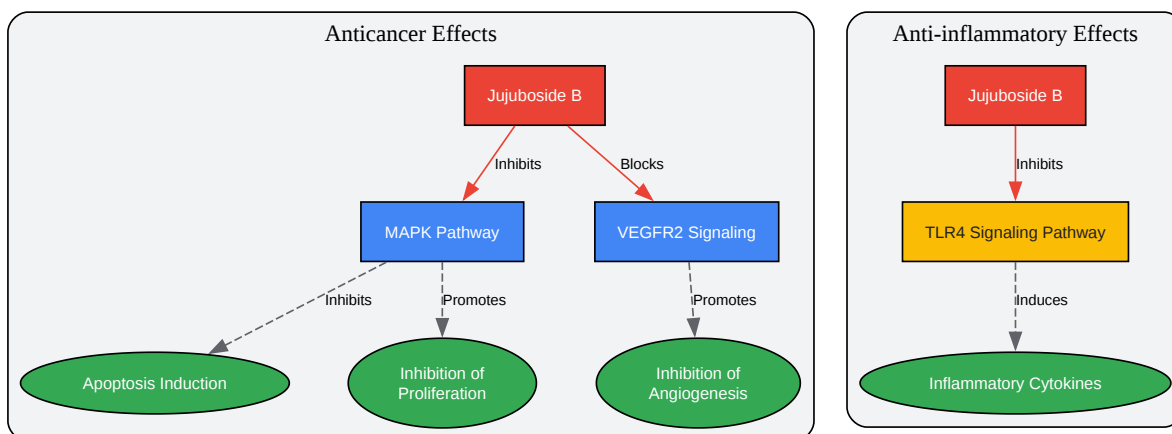 Anticancer Effects
Jujuboside B
Inhibits
Blocks
MAPK Pathway
VEGFR2 Signaling
Inhibits
Promotes
Promotes
Apoptosis Induction
Inhibition of
Proliferation
Inhibition of
Angiogenesis
Anti-inflammatory Effects
Jujuboside B
Inhibits
TLR4 Signaling Pathway
Induces
Inflammatory Cytokines